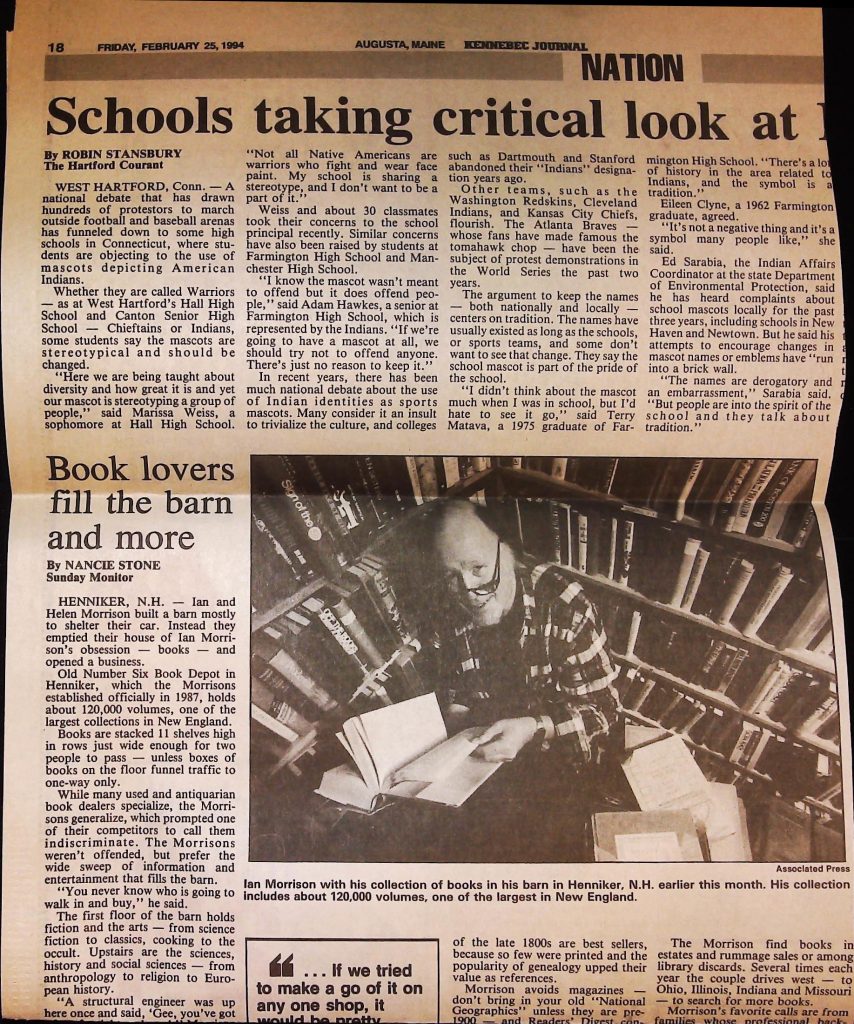 18 FRIDAY, FEBRUARY 25, 1994 AUGUSTA, MAINE KENNEBEC JOURNAL
NATION
Schools taking critical look at
By ROBIN STANSBURY
The Hartford Courant
WEST HARTFORD, Conn. — A
national debate that has drawn
hundreds of protestors to march
outside football and baseball arenas
has funneled down to some high
schools in Connecticut, where stu-
dents are objecting to the use of
mascots depicting American
Indians.
Whether they are called Warriors
— as at West Hartford's Hall High
School and Canton Senior High
School — Chieftains or Indians,
some students say the mascots are
stereotypical and should be
changed.
"Here we are being taught about
diversity and how great it is and yet
our mascot is stereotyping a group of
people," said Marissa Weiss, a
sophomore at Hall High School.
"Not all Native Americans are
warriors who fight and wear face
paint. My school is sharing a
stereotype, and I don't want to be a
part of it."
Weiss and about 30 classmates
took their concerns to the school
principal recently. Similar concerns
have also been raised by students at
Farmington High School and Man-
chester High School.
"I know the mascot wasn't meant
to offend but it does offend peo-
ple," said Adam Hawkes, a senior at
Farmington High School, which is
represented by the Indians. "If we're
going to have a mascot at all, we
should try not to offend anyone.
There's just no reason to keep it."
In recent years, there has been
much national debate about the use
of Indian identities as sports
mascots. Many consider it an insult
to trivialize the culture, and colleges
such as Dartmouth and Stanford
abandoned their "Indians" designa-
tion years ago.
Other teams, such as the
Washington Redskins, Cleveland
Indians, and Kansas City Chiefs,
flourish. The Atlanta Braves —
whose fans have made famous the
tomahawk chop — have been the
subject of protest demonstrations in
the World Series the past two
years.
The argument to keep the names
— both nationally and locally —
centers on tradition. The names have
usually existed as long as the schools,
or sports teams, and some don't
want to see that change. They say the
school mascot is part of the pride of
the school.
"I didn't think about the mascot
much when I was in school, but I'd
hate to see it go," said Terry
Matava, a 1975 graduate of Far-
mington High School. "There's a lot
of history in the area related to
Indians, and the symbol is a
tradition."
Eileen Clyne, a 1962 Farmington
graduate, agreed.
"It's not a negative thing and it's a
symbol many people like," she
said.
Ed Sarabia, the Indian Affairs
Coordinator at the state Department
of Environmental Protection, said
he has heard complaints about
school mascots locally for the past
three years, including schools in New
Haven and Newtown. But he said his
attempts to encourage changes in
mascot names or emblems have "run
into a brick wall.
"The names are derogatory and
an embarrassment," Sarabia said.
"But people are into the spirit of the
school and they talk about
tradition."
Book lovers
fill the barn
and more
By NANCIE STONE
Sunday Monitor
HENNIKER, N.H. — Ian and
Helen Morrison built a barn mostly
to shelter their car. Instead they
emptied their house of Ian Morri-
son's obsession — books — and
opened a business.
Old Number Six Book Depot in
Henniker, which the Morrisons
established officially in 1987, holds
about 120,000 volumes, one of the
largest collections in New England.
Books are stacked 11 shelves high
in rows just wide enough for two
people to pass — unless boxes of
books on the floor funnel traffic to
one-way only.
While many used and antiquarian
book dealers specialize, the Morri-
sons generalize, which prompted one
of their competitors to call them
indiscriminate. The Morrisons
weren't offended, but prefer the
wide sweep of information and
entertainment that fills the barn.
"You never know who is going to
walk in and buy," he said.
The first floor of the barn holds
fiction and the arts — from science
fiction to classics, cooking to the
occult. Upstairs are the sciences,
history and social sciences — from
anthropology to religion to Euro-
pean history.
"A structural engineer was up
here once and said, 'Gee, you've got
Sign of the
Associated Press
Ian Morrison with his collection of books in his barn in Henniker, N.H. earlier this month. His collection
includes about 120,000 volumes, one of the largest in New England.
"... If we tried
to make a go of it on
any one shop, it
would be pretty
of the late 1800s are best sellers,
because so few were printed and the
popularity of genealogy upped their
value as references.
Morrison avoids magazines —
don't bring in your old "National
Geographics" unless they are pre-
1900 — and Readers' Digest con-
The Morrison find books in
estates and rummage sales or among
library discards. Several times each
year the couple drives west — to
Ohio, Illinois, Indiana and Missouri
— to search for more books.
Morrison's favorite calls are from
families whose professional back-